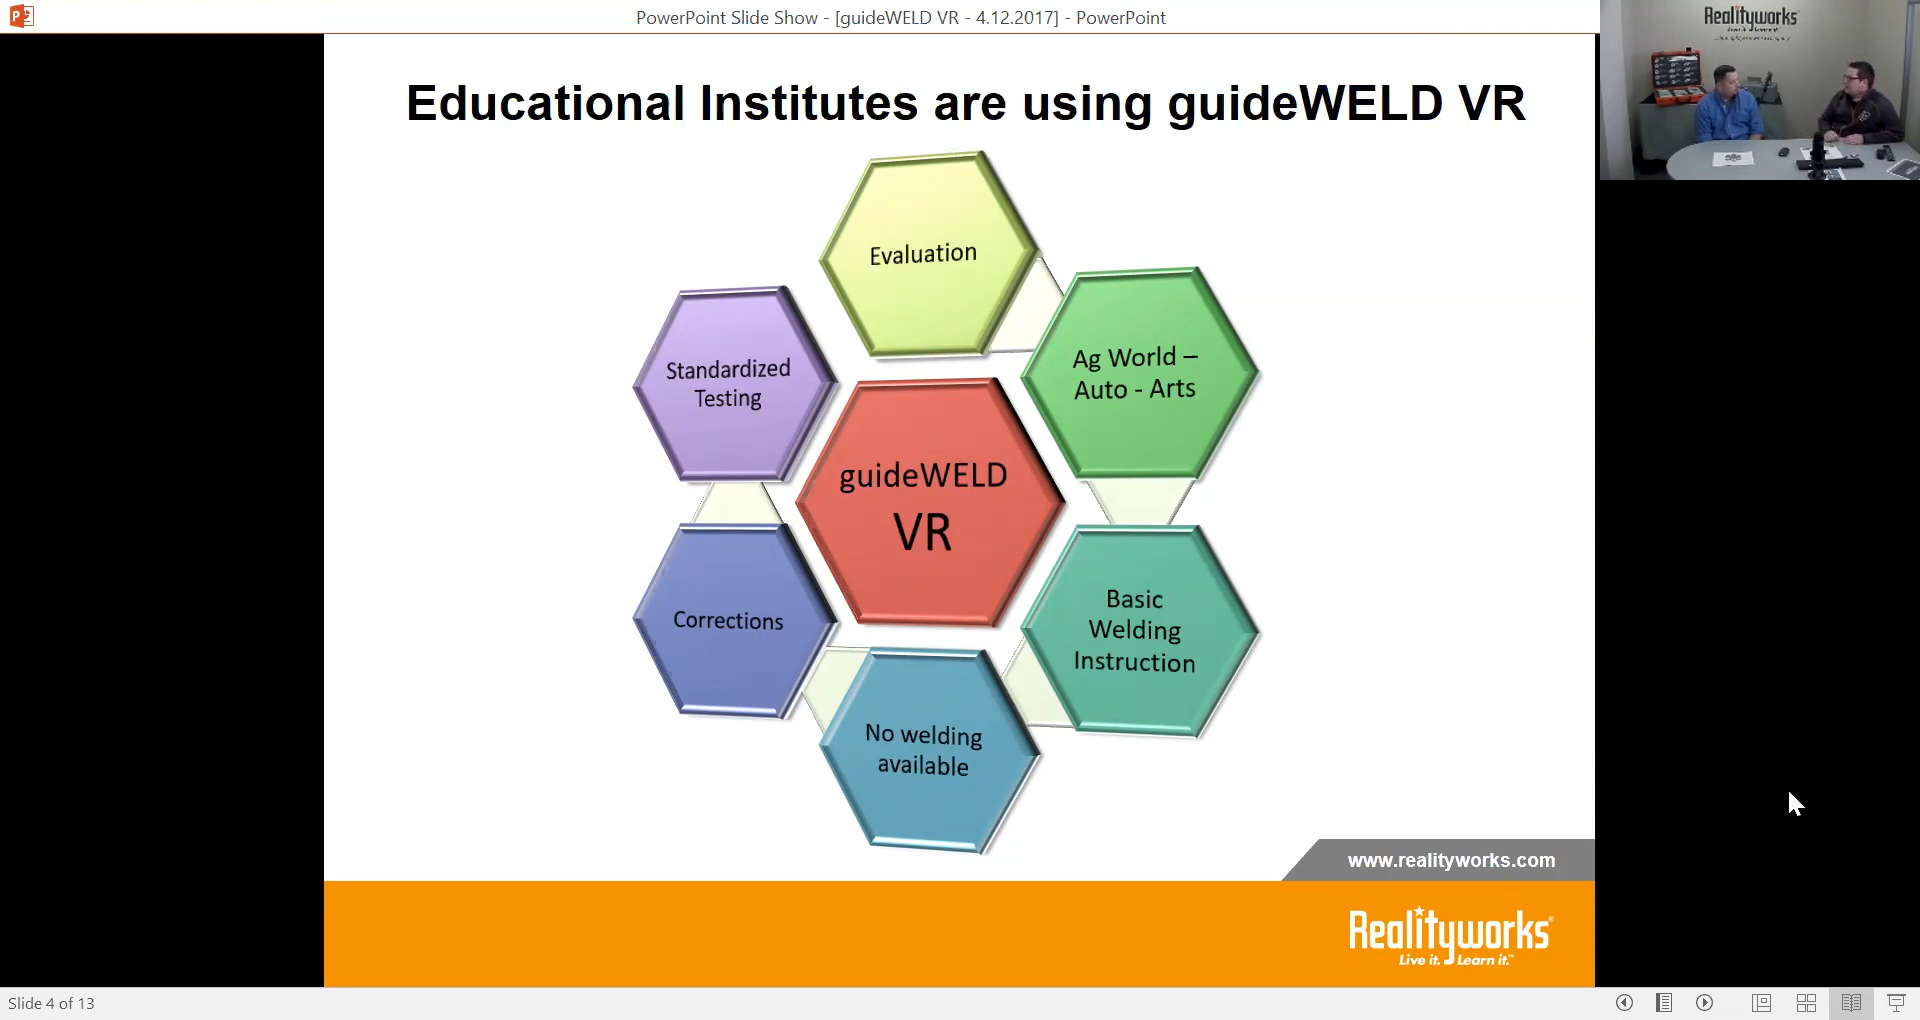 PowerPoint Slide Show - [guideWELD VR - 4.12.2017] - PowerPoint
Realityworks
Educational Institutes are using guideWELD VR
Evaluation
Ag World –
Auto - Arts
Standardized
Testing
guideWELD
VR
Basic
Welding
Instruction
Corrections
No welding
available
www.realityworks.com
Realityworks
Live it. Learn it.™
Slide 4 of 13